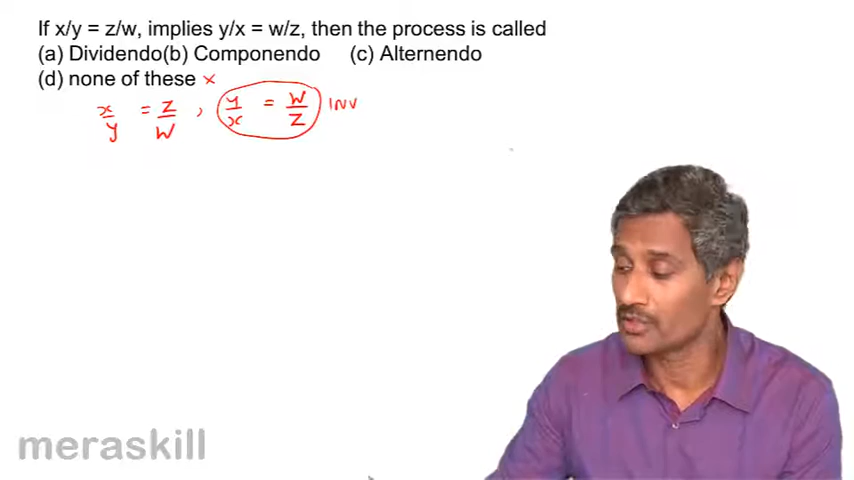 If x/y = z/w, implies y/x = w/z, then the process is called
(a) Dividendo(b) Componendo (c) Alternendo
(d) none of these ×
x/y = z/w , y/x = w/z INV
meraskill